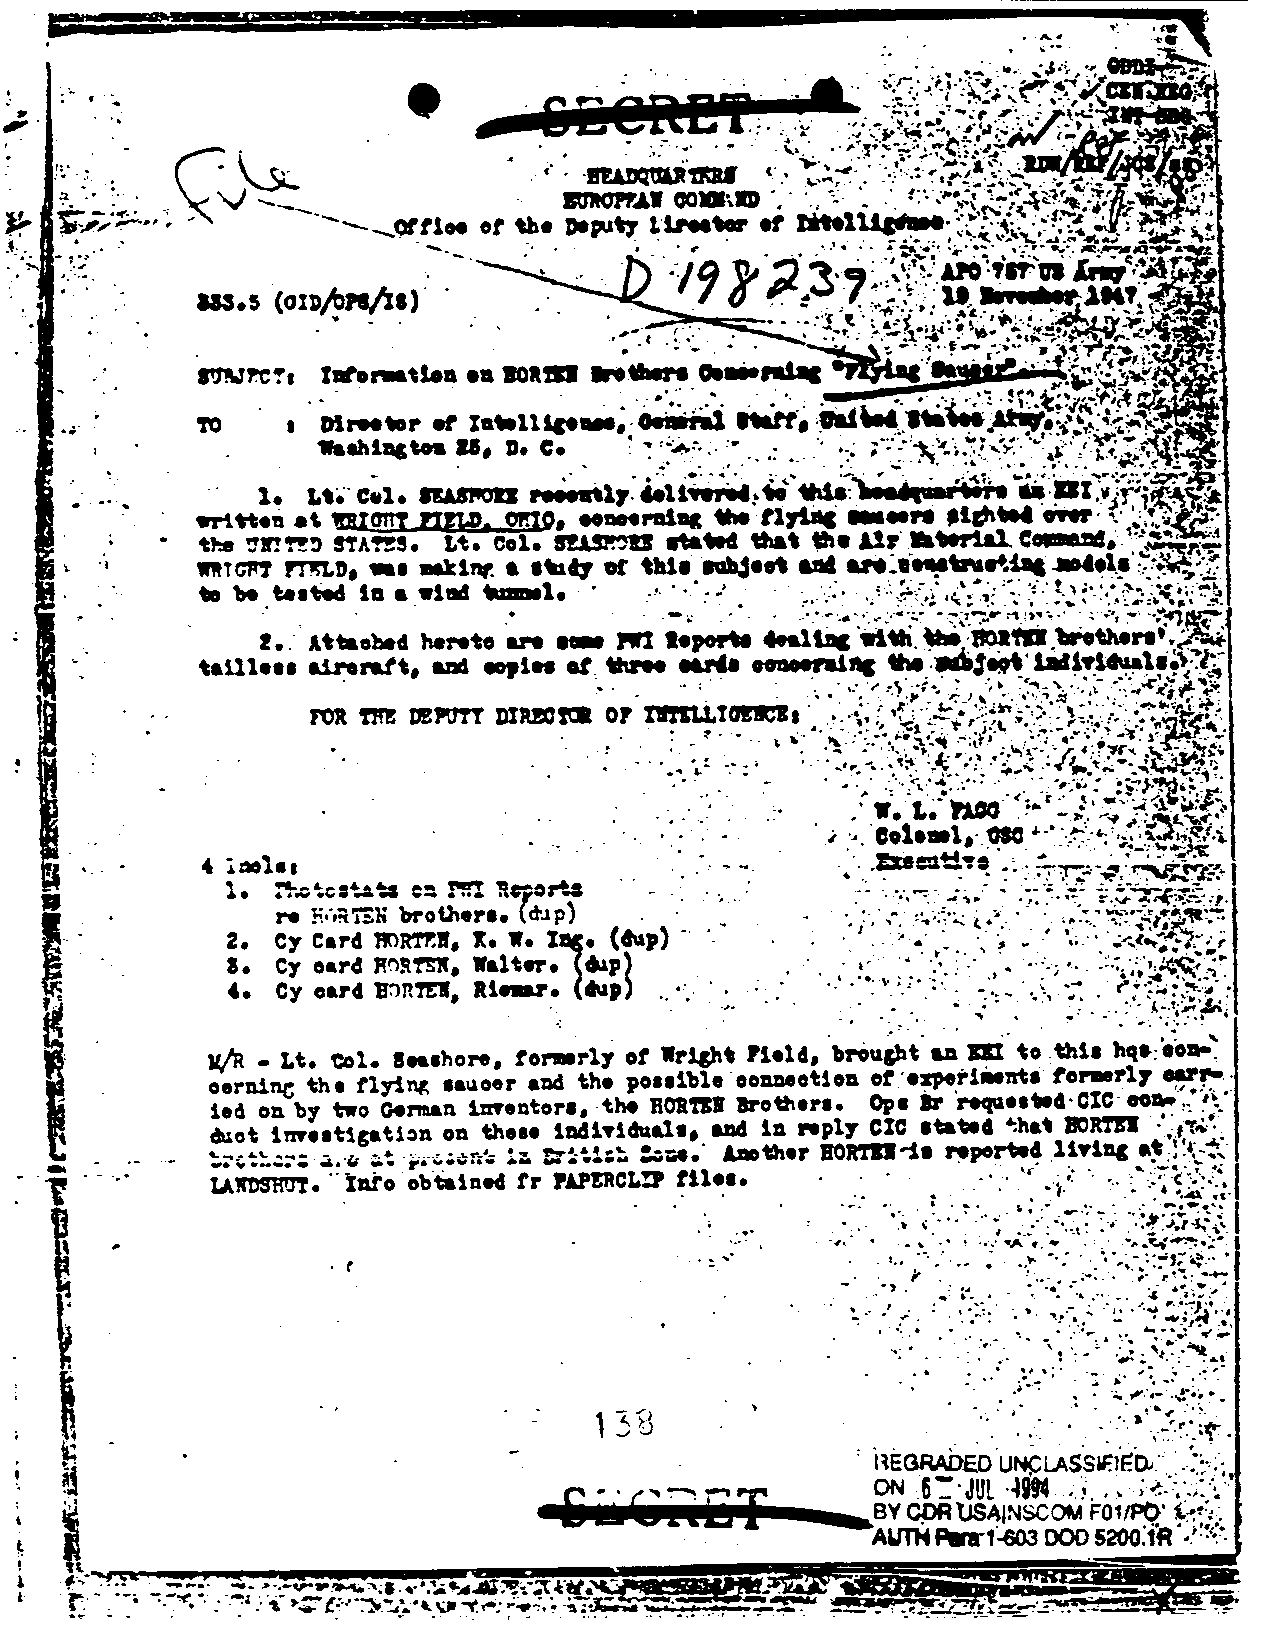 ODDI
CEN REG
INT
SECRET
File
HEADQUARTERS
EUROPEAN COMMAND
Office of the Deputy Director of Intelligence
D 198239
APO 757 US Army
19 November 1947
353.5 (OID/OPS/IS)
SUBJECT: Information on HORTEN Brothers Concerning "Flying Saucer"
TO : Director of Intelligence, General Staff, United States Army,
Washington 25, D. C.
1. Lt. Col. SEASHORE recently delivered to this headquarters an EEI
written at WRIGHT FIELD, OHIO, concerning the flying saucers sighted over
the UNITED STATES. Lt. Col. SEASHORE stated that the Air Material Command,
WRIGHT FIELD, was making a study of this subject and are constructing models
to be tested in a wind tunnel.
2. Attached hereto are some PWI Reports dealing with the HORTEN brothers'
tailless aircraft, and copies of three cards concerning the subject individuals.
FOR THE DEPUTY DIRECTOR OF INTELLIGENCE:
W. L. FAGG
Colonel, GSC
Executive
4 Incls:
1. Photostats on PWI Reports
re HORTEN brothers. (dup)
2. Cy Card HORTEN, K. W. Ing. (dup)
3. Cy card HORTEN, Walter. (dup)
4. Cy card HORTEN, Riemar. (dup)
M/R - Lt. Col. Seashore, formerly of Wright Field, brought an EEI to this hqs con-
cerning the flying saucer and the possible connection of experiments formerly carr-
ied on by two German inventors, the HORTEN Brothers. Ops Br requested CIC con-
duct investigation on these individuals, and in reply CIC stated that HORTEN
brothers are at present in British Zone. Another HORTEN is reported living at
LANDSHUT. Info obtained fr PAPERCLIP files.
138
SECRET
REGRADED UNCLASSIFIED
ON 6 JUL 1994
BY CDR USAINSCOM F01/PO
AUTH Para 1-603 DOD 5200.1R